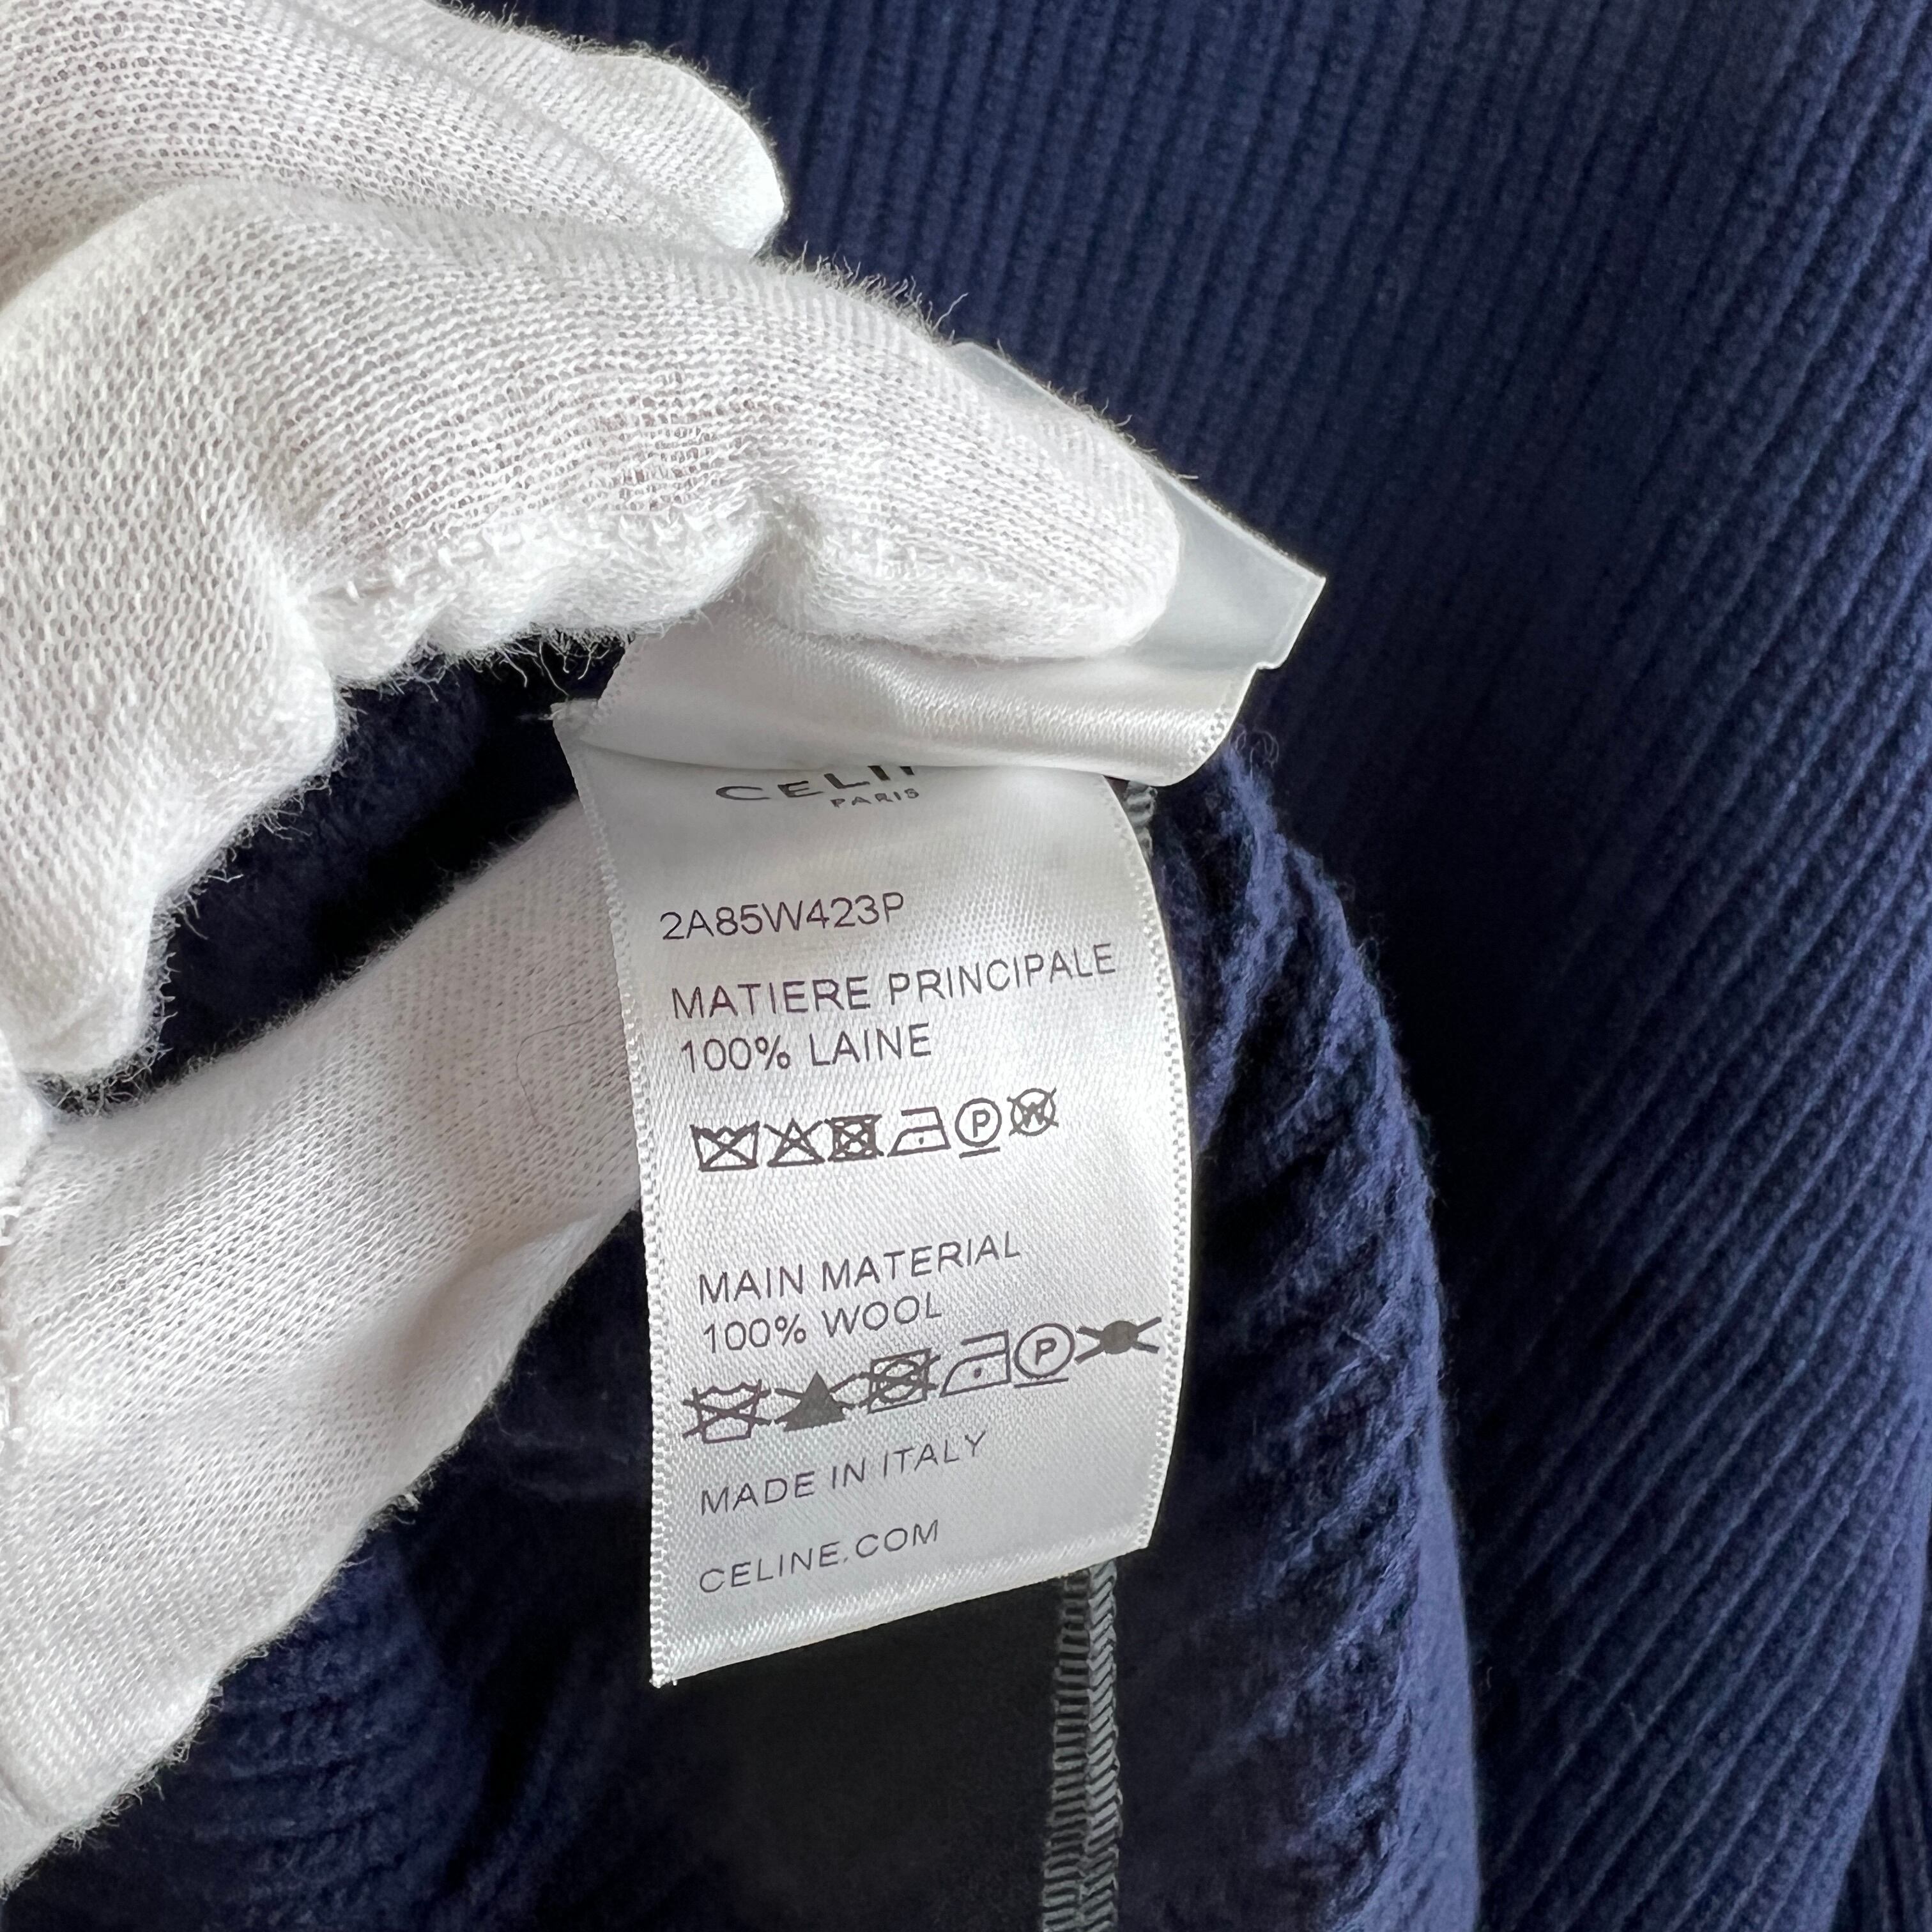 PARIS
2A85W423P
MATIERE PRINCIPALE
100% LAINE
P W
MAIN MATERIAL
100% WOOL
P
MADE IN ITALY
CELINE.COM